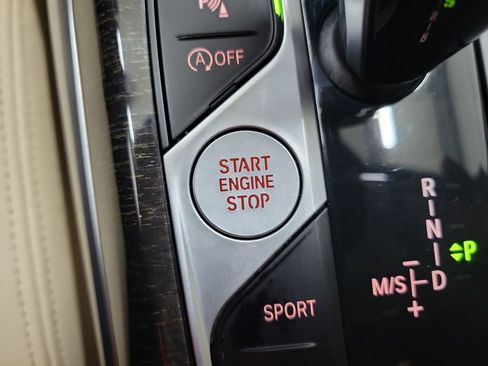 P
A OFF
START
ENGINE
STOP
SPORT
R
N
D
P
M/S
+